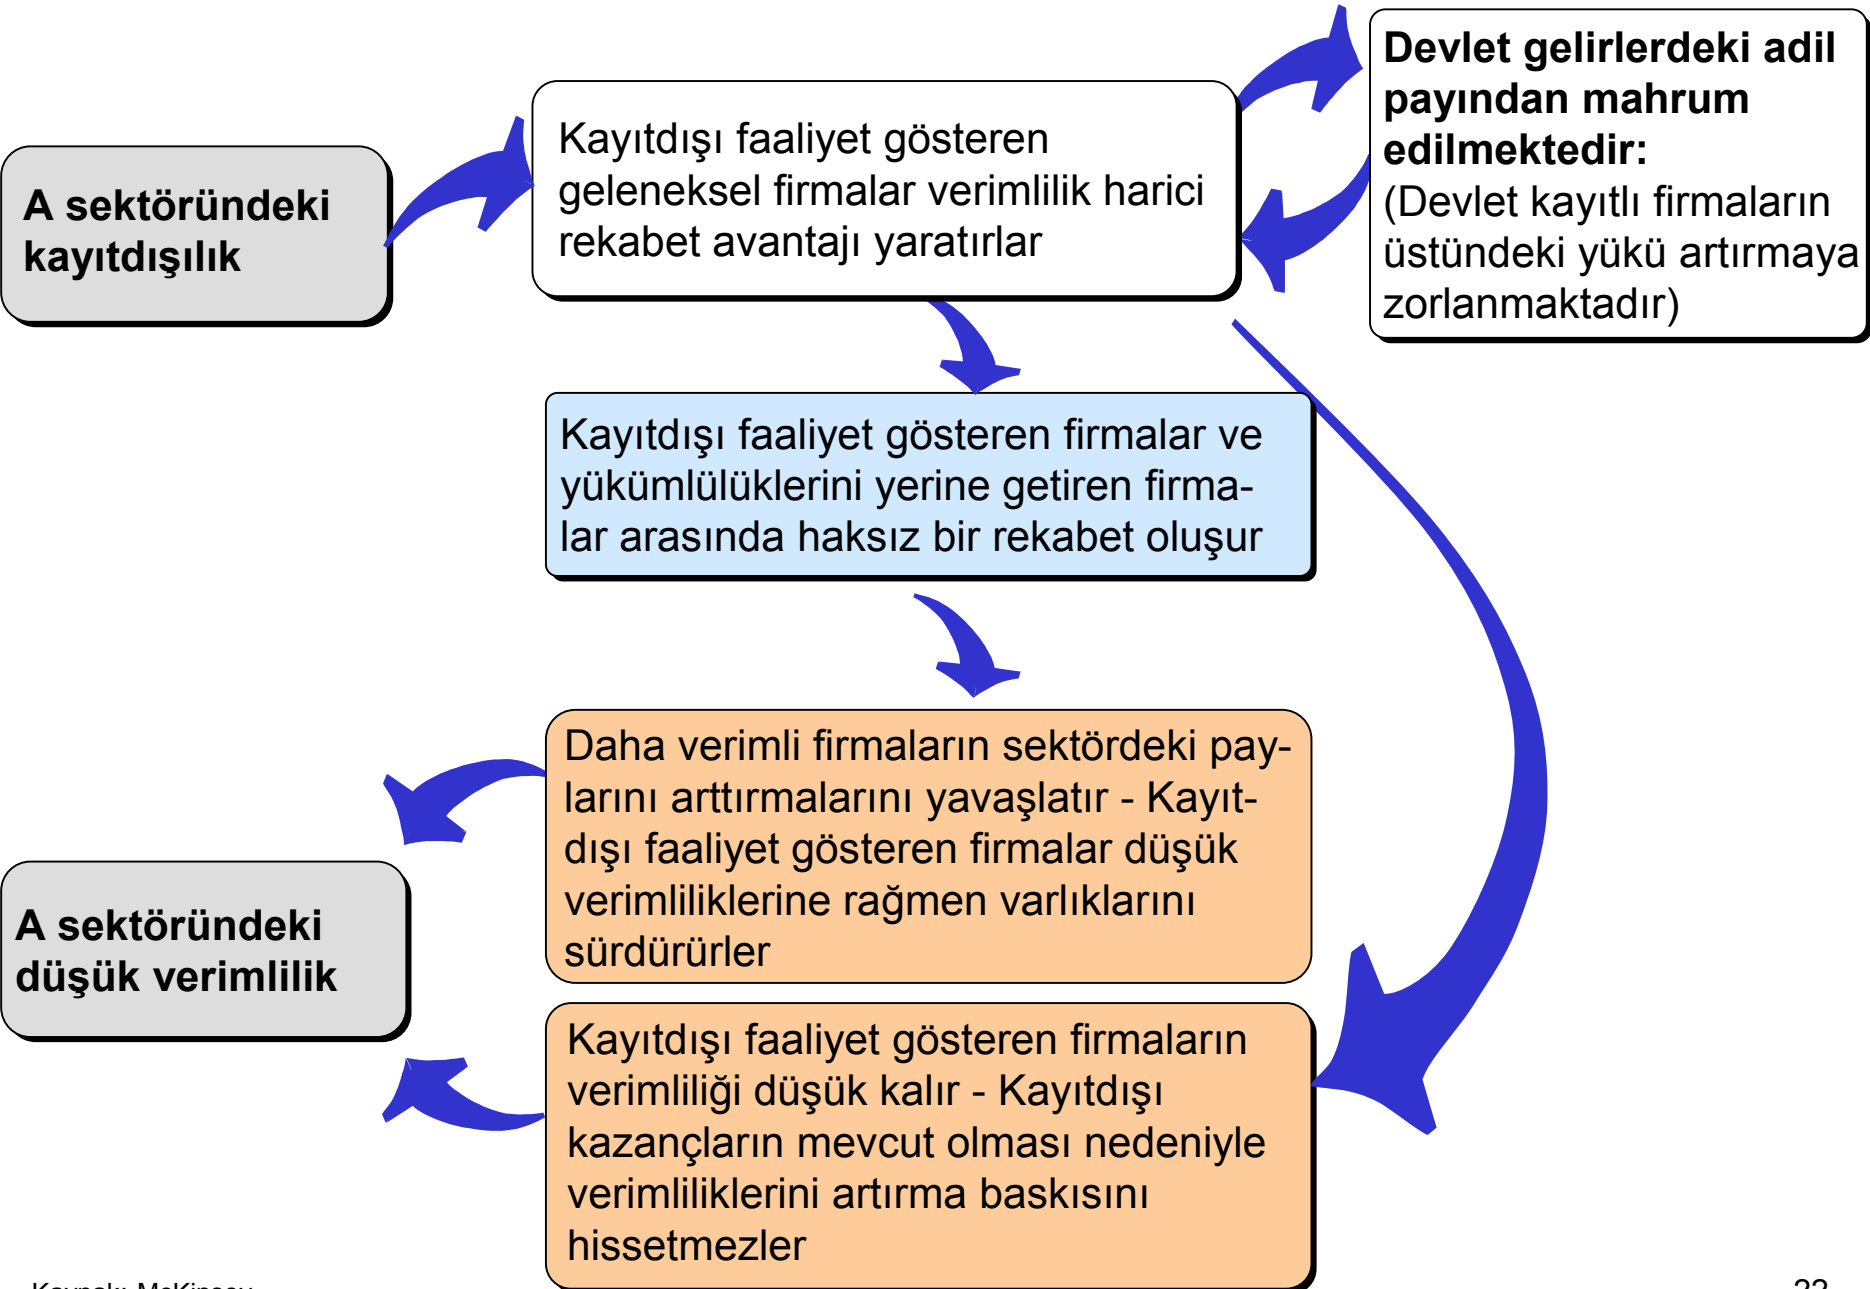 A sektöründeki
kayıtdışılık
Kayıtdışı faaliyet gösteren
geleneksel firmalar verimlilik harici
rekabet avantajı yaratırlar
Devlet gelirlerdeki adil
payından mahrum
edilmektedir:
(Devlet kayıtlı firmaların
üstündeki yükü artırmaya
zorlanmaktadır)
Kayıtdışı faaliyet gösteren firmalar ve
yükümlülüklerini yerine getiren firma-
lar arasında haksız bir rekabet oluşur
Daha verimli firmaların sektördeki pay-
larını arttırmalarını yavaşlatır - Kayıt-
dışı faaliyet gösteren firmalar düşük
verimliliklerine rağmen varlıklarını
sürdürürler
A sektöründeki
düşük verimlilik
Kayıtdışı faaliyet gösteren firmaların
verimliliği düşük kalır - Kayıtdışı
kazançların mevcut olması nedeniyle
verimliliklerini artırma baskısını
hissetmezler
Kaynak: McKinsey